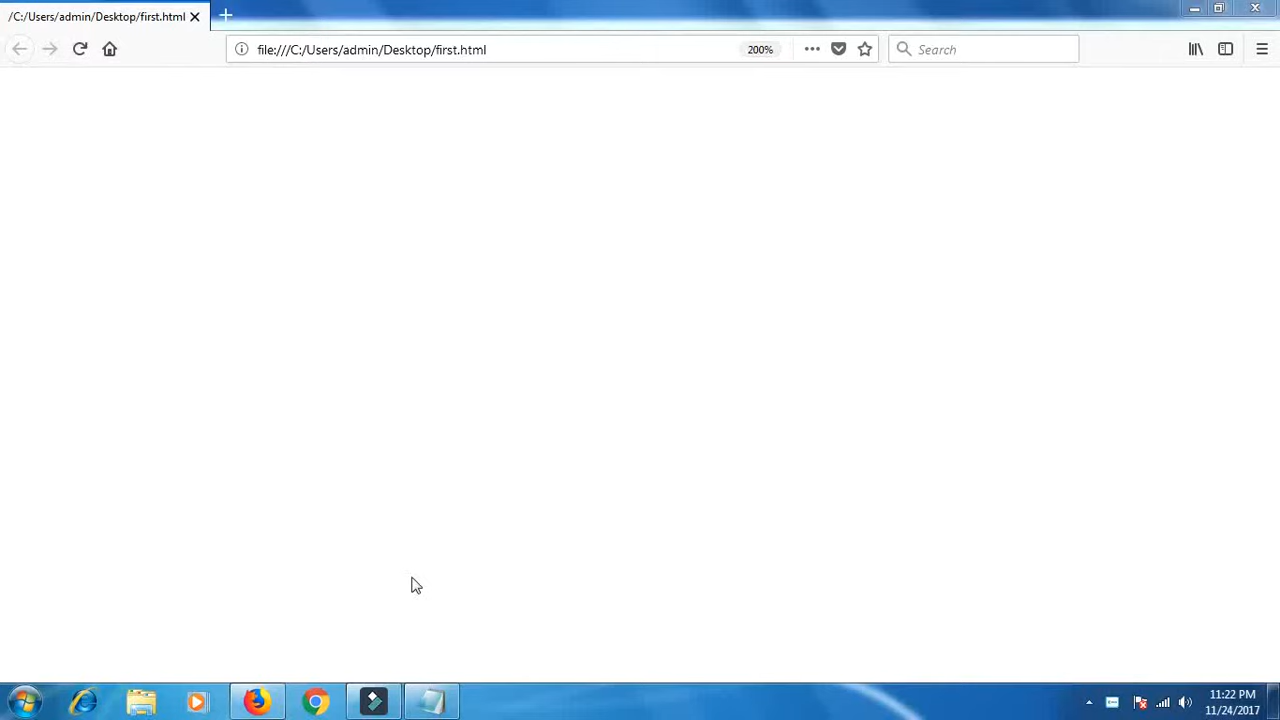 /C:/Users/admin/Desktop/first.html
file:///C:/Users/admin/Desktop/first.html
200%
Search
11:22 PM
11/24/2017